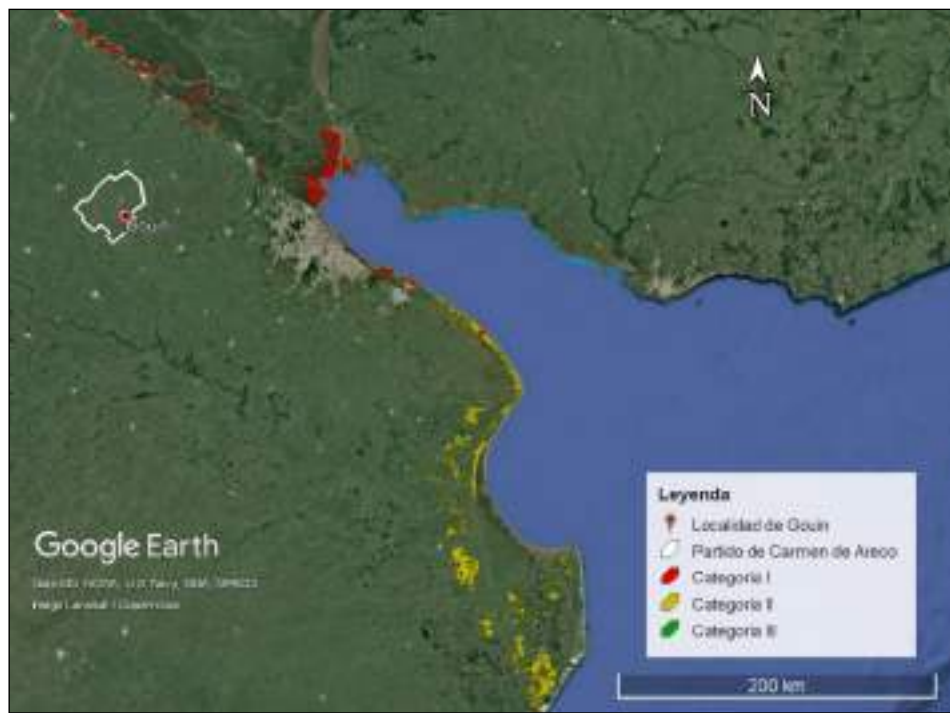 N
Gouin
Leyenda
Localidad de Gouin
Partido de Carmen de Areco
Categoría I
Categoría II
Categoría III
Google Earth
200 km